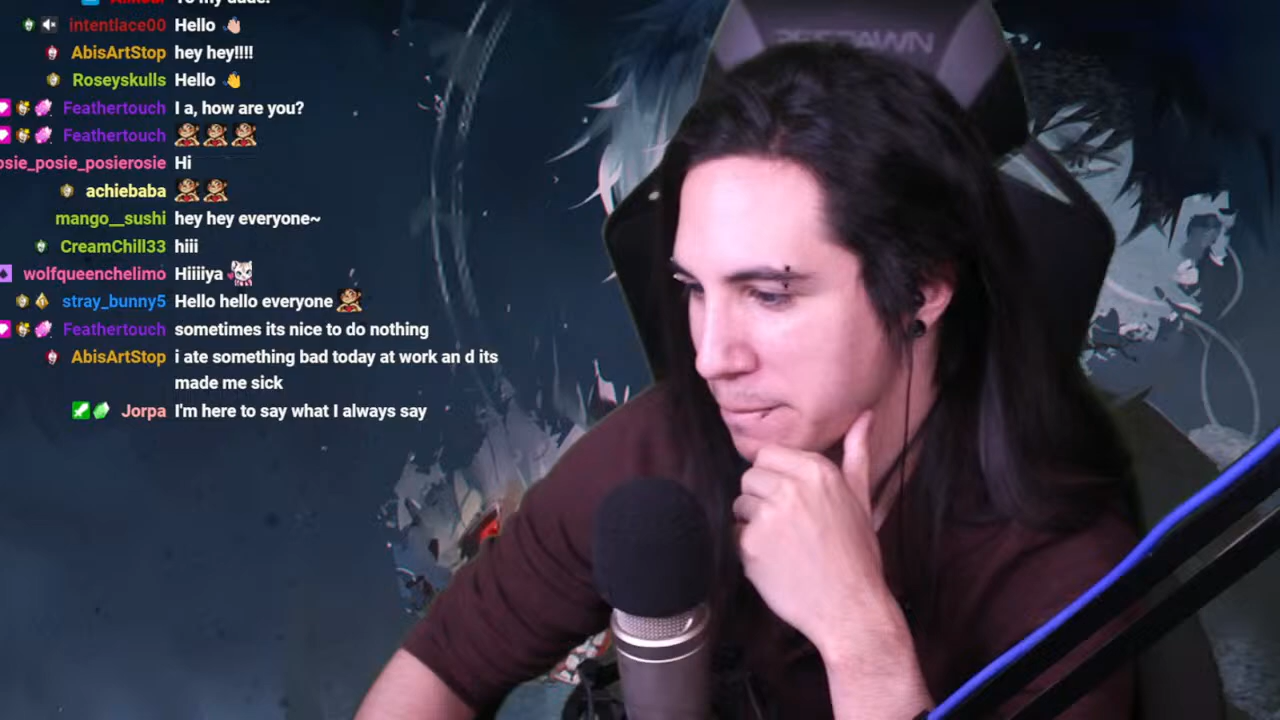 intentlace00 Hello
AbisArtStop hey hey!!!!
Roseyskulls Hello
Feathertouch I a, how are you?
Feathertouch
osie_posie_posierosie Hi
achiebaba
mango__sushi hey hey everyone~
CreamChill33 hiii
wolfqueenchelimo Hiiiiya
stray_bunny5 Hello hello everyone
Feathertouch sometimes its nice to do nothing
AbisArtStop i ate something bad today at work an d its
made me sick
Jorpa I'm here to say what I always say
RESPAWN